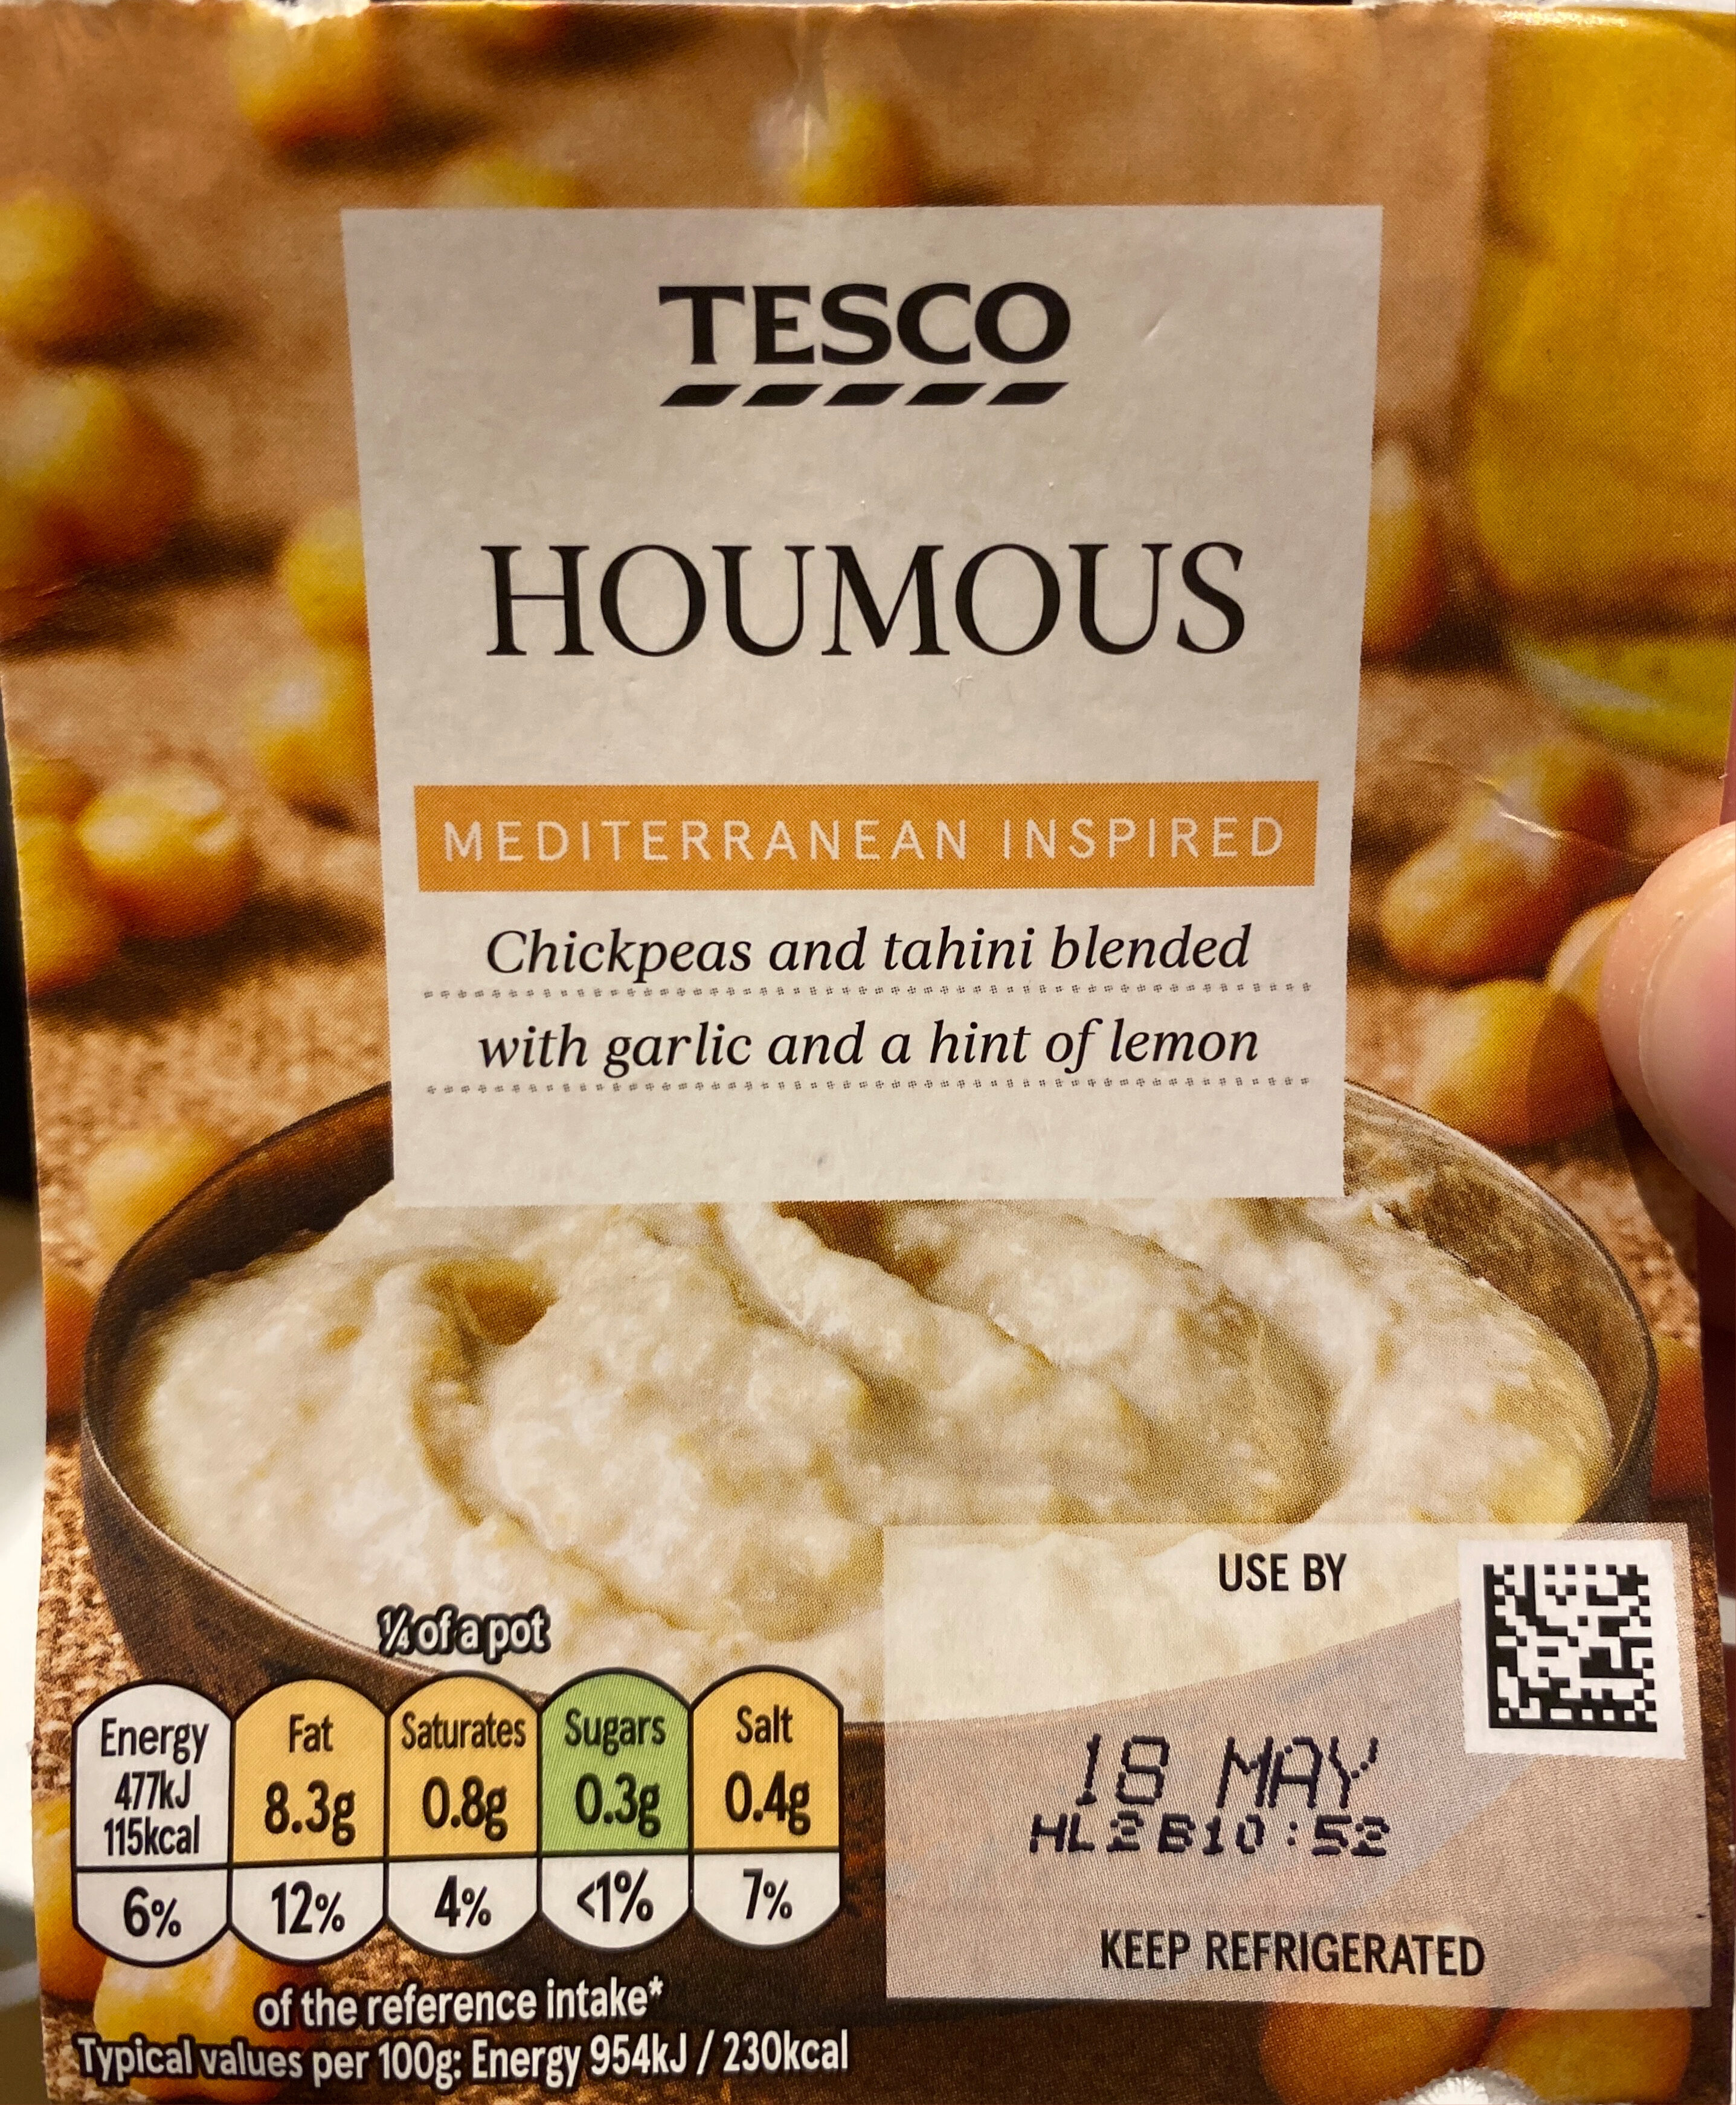 TESCO
HOUMOUS
MEDITERRANEAN INSPIRED
Chickpeas and tahini blended
with garlic and a hint of lemon
USE BY
18 MAY
HL2B10:52
KEEP REFRIGERATED
¼ of a pot
Energy 477kJ 115kcal 6%
Fat 8.3g 12%
Saturates 0.8g 4%
Sugars 0.3g <1%
Salt 0.4g 7%
of the reference intake*
Typical values per 100g: Energy 954kJ / 230kcal